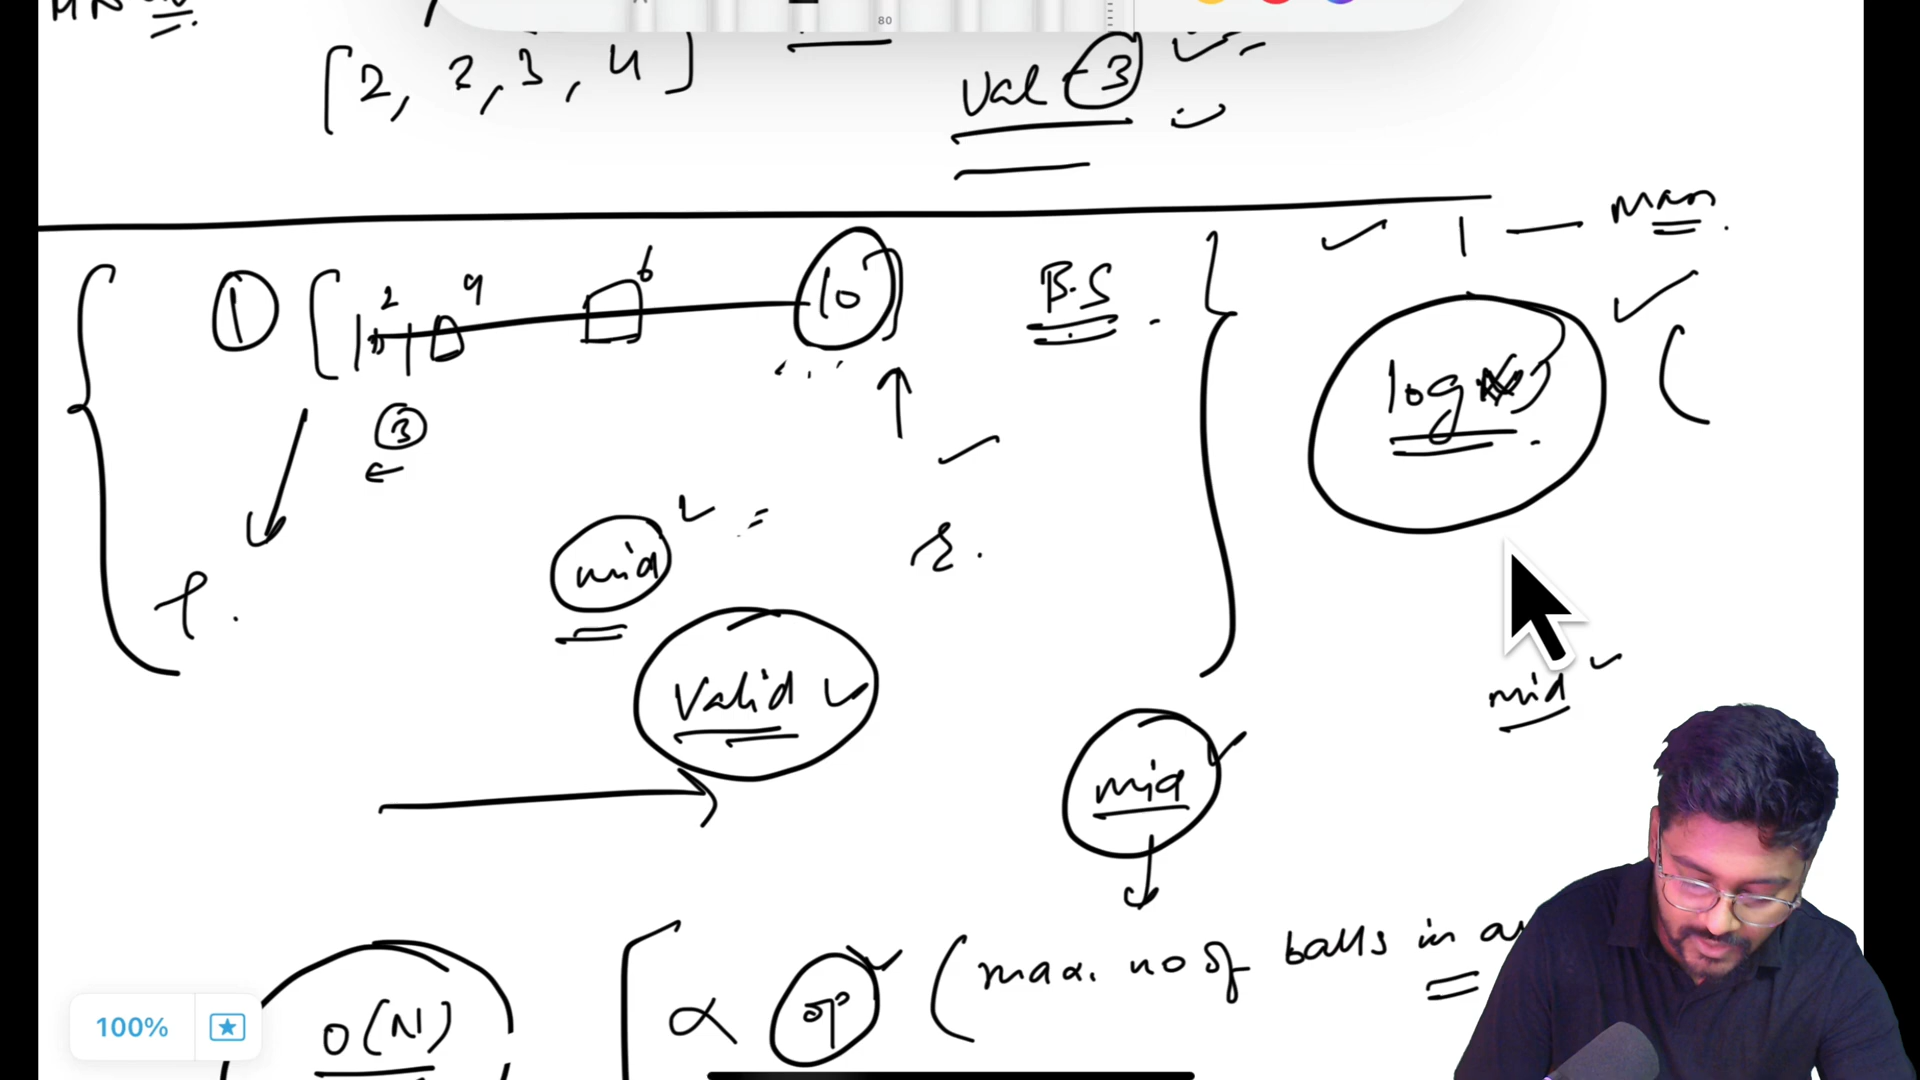 80
[2, 2, 3, 4]
Val 3
max.
1
1 [ 2 4 6 10]
B.S.
log
3
mid =
r.
l.
Valid
mid
mid
O(N)
op (max. no of balls in a
100%